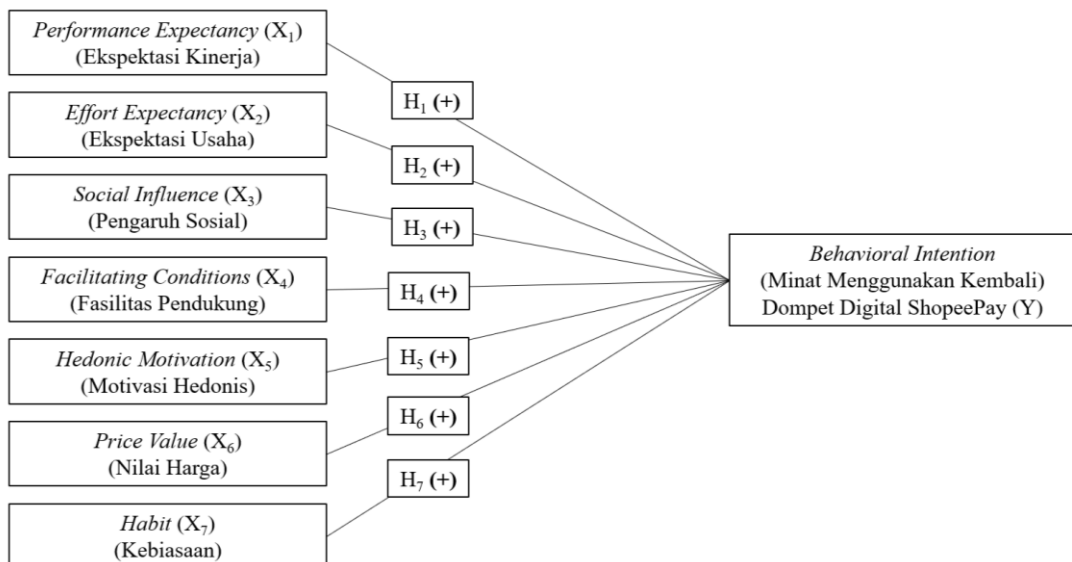 Performance Expectancy (X₁)
(Ekspektasi Kinerja)
Effort Expectancy (X₂)
(Ekspektasi Usaha)
Social Influence (X₃)
(Pengaruh Sosial)
Facilitating Conditions (X₄)
(Fasilitas Pendukung)
Hedonic Motivation (X₅)
(Motivasi Hedonis)
Price Value (X₆)
(Nilai Harga)
Habit (X₇)
(Kebiasaan)
H₁ (+)
H₂ (+)
H₃ (+)
H₄ (+)
H₅ (+)
H₆ (+)
H₇ (+)
Behavioral Intention
(Minat Menggunakan Kembali)
Dompet Digital ShopeePay (Y)